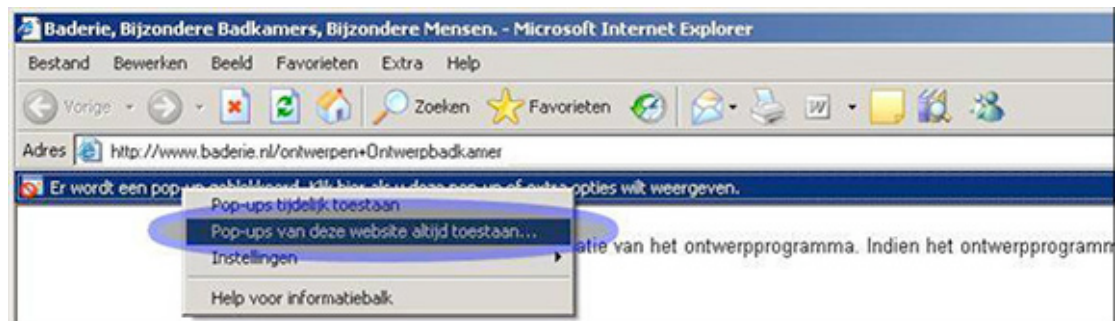 Baderie, Bijzondere Badkamers, Bijzondere Mensen. - Microsoft Internet Explorer
Bestand Bewerken Beeld Favorieten Extra Help
Vorige Zoeken Favorieten W
Adres http://www.baderie.nl/ontwerpen+Ontwerpbadkamer
Er wordt een pop-up geblokkeerd. Klik hier als u deze pop-up of extra opties wilt weergeven.
Pop-ups tijdelijk toestaan
Pop-ups van deze website altijd toestaan...
atie van het ontwerpprogramma. Indien het ontwerpprogramm
Instellingen
Help voor informatiebalk